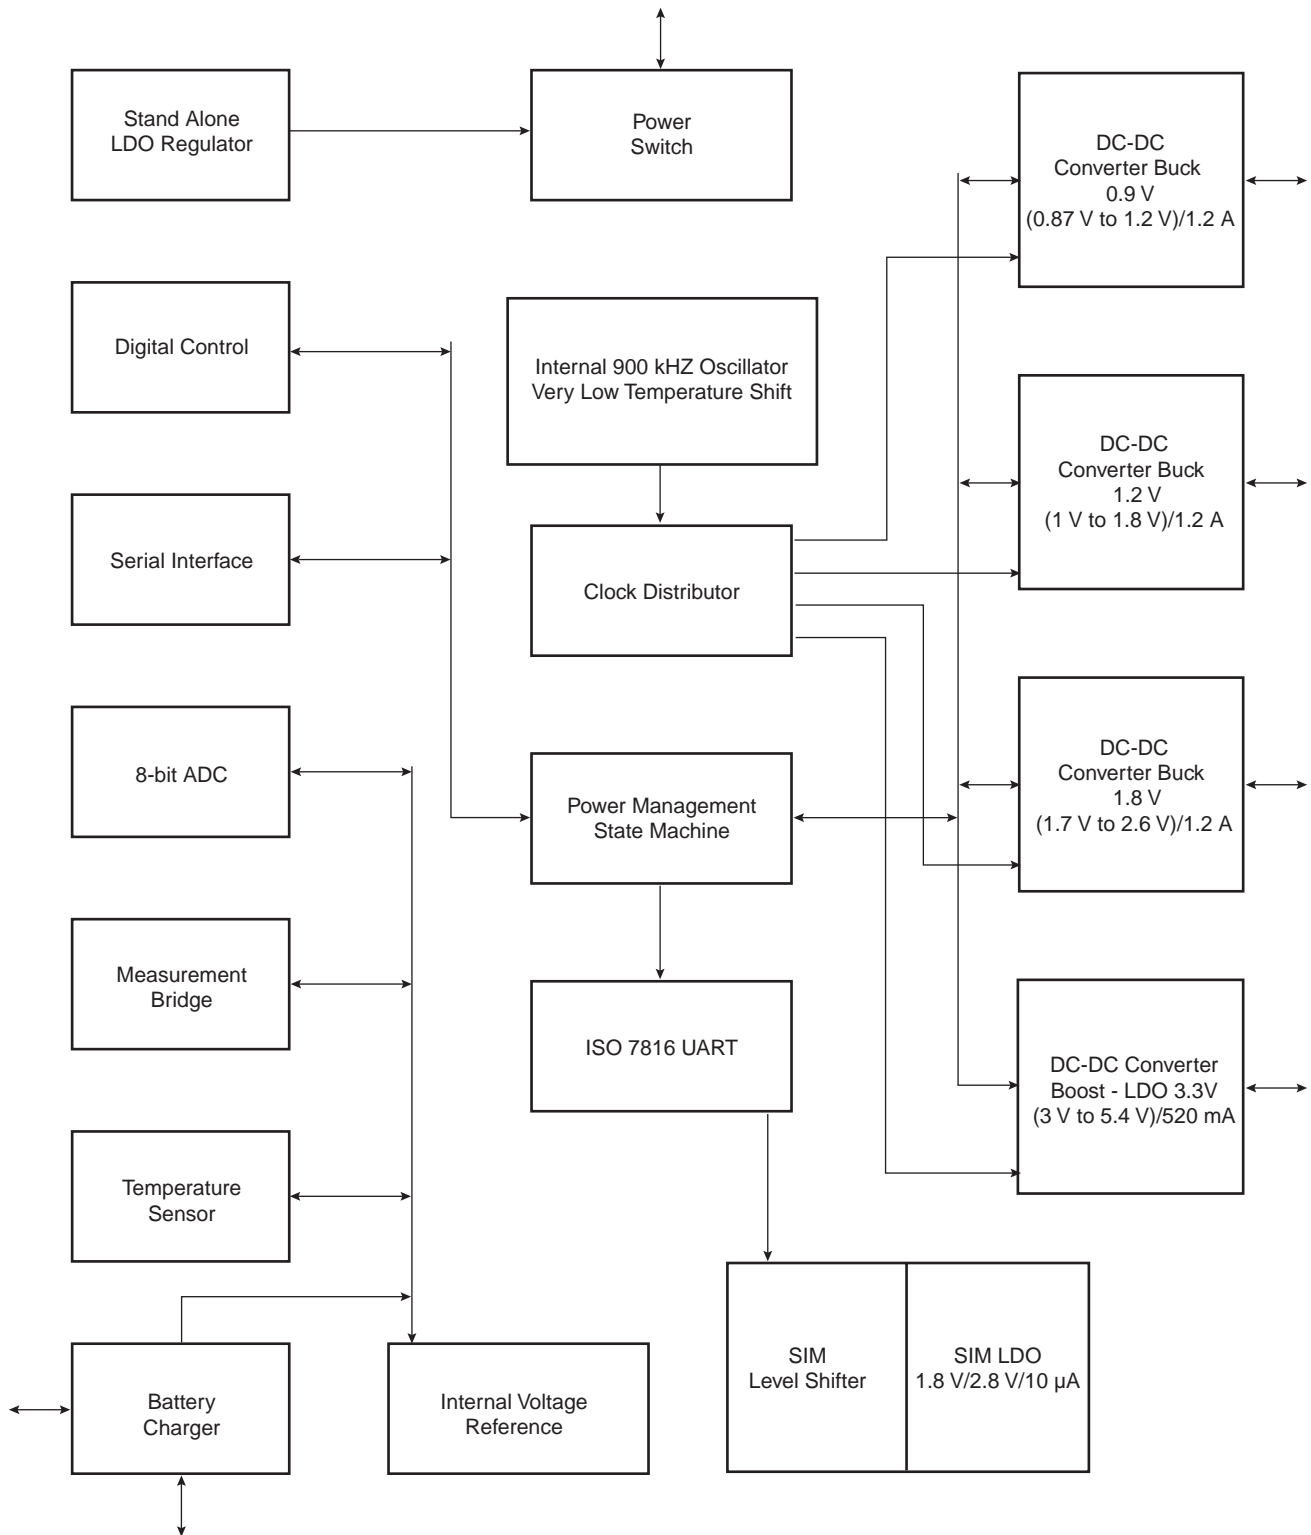 Stand Alone
LDO Regulator
Power
Switch
DC-DC
Converter Buck
0.9 V
(0.87 V to 1.2 V)/1.2 A
Digital Control
Internal 900 kHZ Oscillator
Very Low Temperature Shift
DC-DC
Converter Buck
1.2 V
(1 V to 1.8 V)/1.2 A
Serial Interface
Clock Distributor
8-bit ADC
Power Management
State Machine
DC-DC
Converter Buck
1.8 V
(1.7 V to 2.6 V)/1.2 A
Measurement
Bridge
ISO 7816 UART
DC-DC Converter
Boost - LDO 3.3V
(3 V to 5.4 V)/520 mA
Temperature
Sensor
Battery
Charger
Internal Voltage
Reference
SIM
Level Shifter
SIM LDO
1.8 V/2.8 V/10 µA